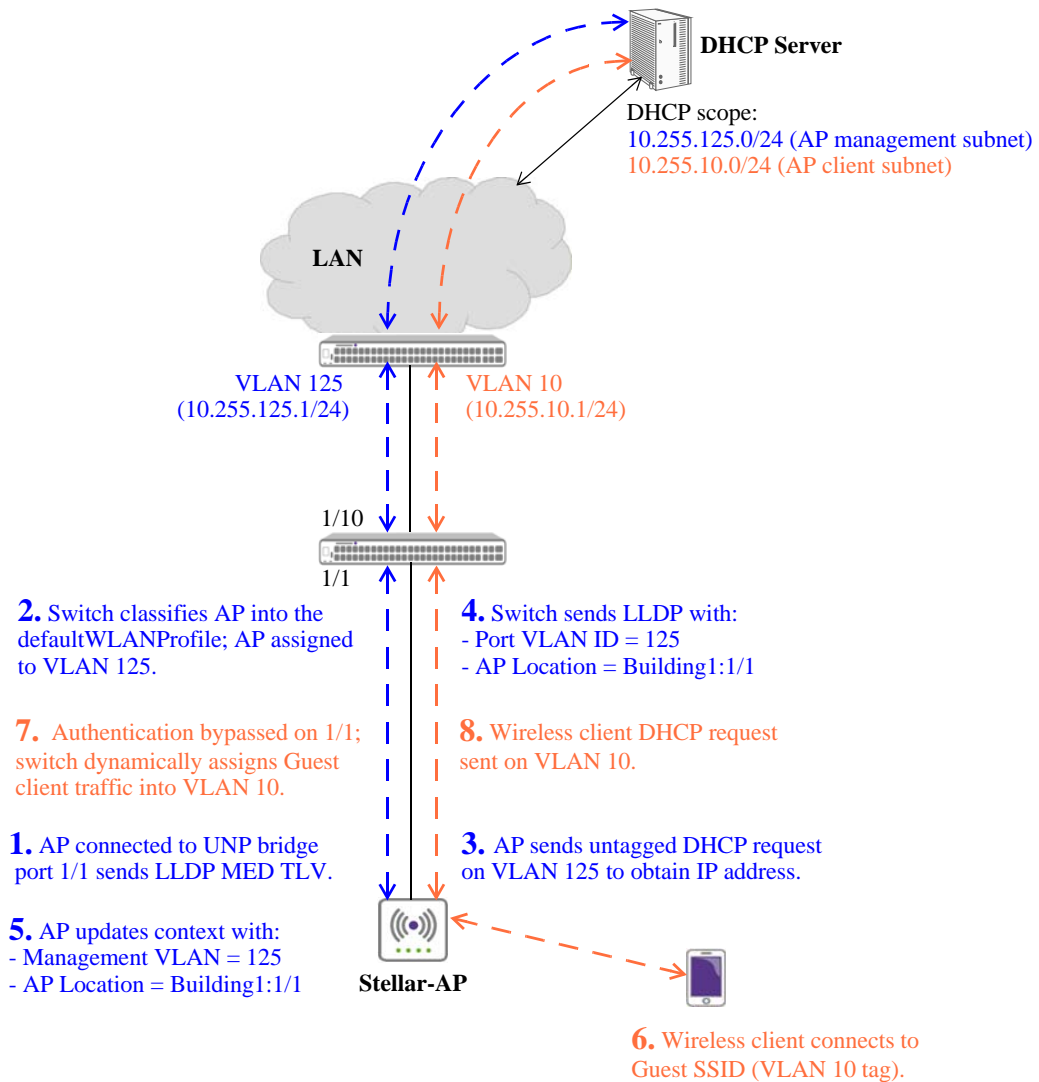 DHCP Server
DHCP scope:
10.255.125.0/24 (AP management subnet)
10.255.10.0/24 (AP client subnet)
LAN
VLAN 125
(10.255.125.1/24)
VLAN 10
(10.255.10.1/24)
1/10
1/1
2. Switch classifies AP into the
defaultWLANProfile; AP assigned
to VLAN 125.
4. Switch sends LLDP with:
- Port VLAN ID = 125
- AP Location = Building1:1/1
7. Authentication bypassed on 1/1;
switch dynamically assigns Guest
client traffic into VLAN 10.
8. Wireless client DHCP request
sent on VLAN 10.
1. AP connected to UNP bridge
port 1/1 sends LLDP MED TLV.
3. AP sends untagged DHCP request
on VLAN 125 to obtain IP address.
5. AP updates context with:
- Management VLAN = 125
- AP Location = Building1:1/1
Stellar-AP
6. Wireless client connects to
Guest SSID (VLAN 10 tag).